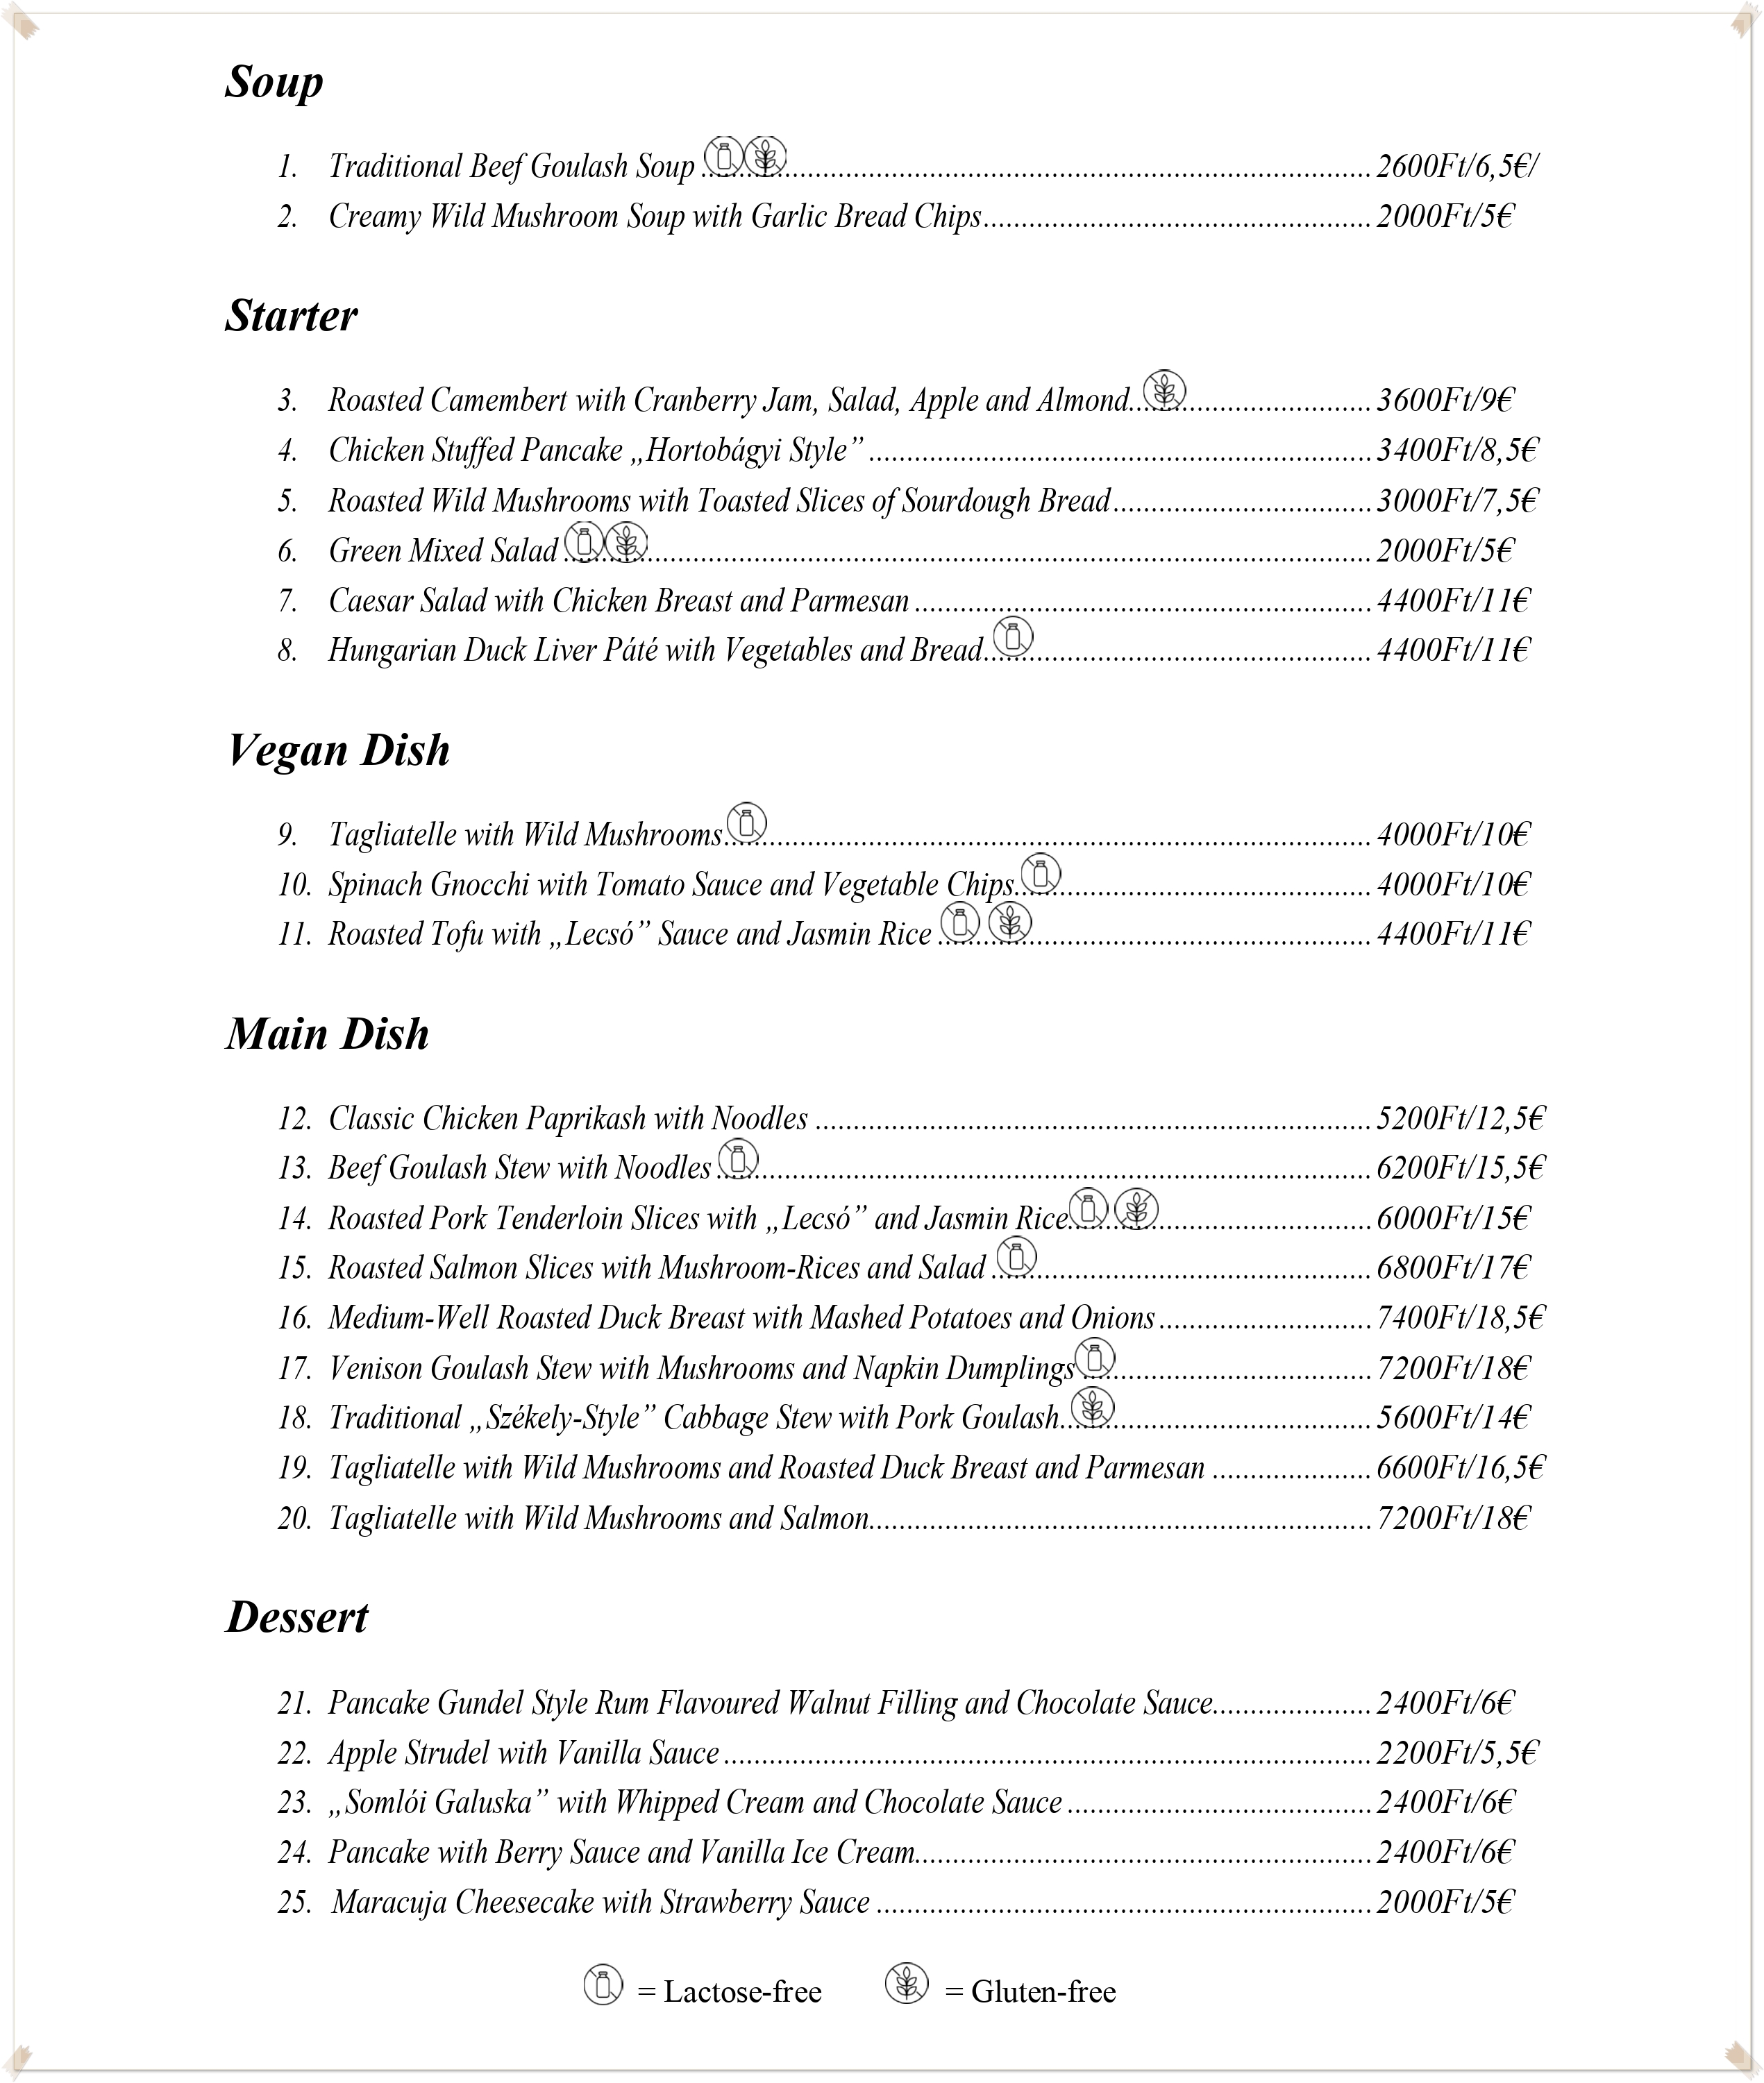 Soup
1. Traditional Beef Goulash Soup ........ 2600Ft/6,5€/
2. Creamy Wild Mushroom Soup with Garlic Bread Chips........ 2000Ft/5€
Starter
3. Roasted Camembert with Cranberry Jam, Salad, Apple and Almond........ 3600Ft/9€
4. Chicken Stuffed Pancake „Hortobágyi Style” ........ 3400Ft/8,5€
5. Roasted Wild Mushrooms with Toasted Slices of Sourdough Bread........ 3000Ft/7,5€
6. Green Mixed Salad ........ 2000Ft/5€
7. Caesar Salad with Chicken Breast and Parmesan ........ 4400Ft/11€
8. Hungarian Duck Liver Páté with Vegetables and Bread........ 4400Ft/11€
Vegan Dish
9. Tagliatelle with Wild Mushrooms........ 4000Ft/10€
10. Spinach Gnocchi with Tomato Sauce and Vegetable Chips........ 4000Ft/10€
11. Roasted Tofu with „Lecsó” Sauce and Jasmin Rice ........ 4400Ft/11€
Main Dish
12. Classic Chicken Paprikash with Noodles ........ 5200Ft/12,5€
13. Beef Goulash Stew with Noodles ........ 6200Ft/15,5€
14. Roasted Pork Tenderloin Slices with „Lecsó” and Jasmin Rice........ 6000Ft/15€
15. Roasted Salmon Slices with Mushroom-Rices and Salad ........ 6800Ft/17€
16. Medium-Well Roasted Duck Breast with Mashed Potatoes and Onions........ 7400Ft/18,5€
17. Venison Goulash Stew with Mushrooms and Napkin Dumplings ........ 7200Ft/18€
18. Traditional „Székely-Style” Cabbage Stew with Pork Goulash........ 5600Ft/14€
19. Tagliatelle with Wild Mushrooms and Roasted Duck Breast and Parmesan ........ 6600Ft/16,5€
20. Tagliatelle with Wild Mushrooms and Salmon........ 7200Ft/18€
Dessert
21. Pancake Gundel Style Rum Flavoured Walnut Filling and Chocolate Sauce........ 2400Ft/6€
22. Apple Strudel with Vanilla Sauce ........ 2200Ft/5,5€
23. „Somlói Galuska” with Whipped Cream and Chocolate Sauce ........ 2400Ft/6€
24. Pancake with Berry Sauce and Vanilla Ice Cream........ 2400Ft/6€
25. Maracuja Cheesecake with Strawberry Sauce ........ 2000Ft/5€
= Lactose-free = Gluten-free